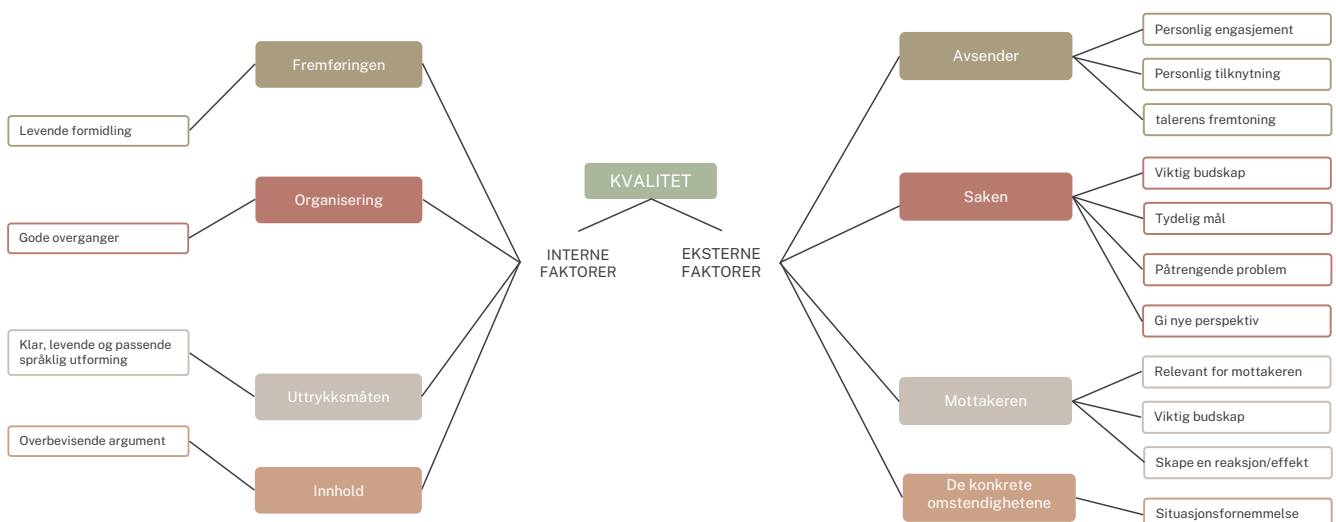 KVALITET
INTERNE
FAKTORER
Fremføringen
Levende formidling
Organisering
Gode overganger
Uttrykksmåten
Klar, levende og passende
språklig utforming
Innhold
Overbevisende argument
EKSTERNE
FAKTORER
Avsender
Personlig engasjement
Personlig tilknytning
talerens fremtoning
Saken
Viktig budskap
Tydelig mål
Påtrengende problem
Gi nye perspektiv
Mottakeren
Relevant for mottakeren
Viktig budskap
Skape en reaksjon/effekt
De konkrete
omstendighetene
Situasjonsfornemmelse